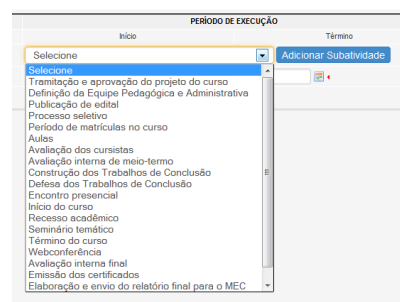 PERÍODO DE EXECUÇÃO
Início Término
Selecione Adicionar Subatividade
Selecione
Tramitação e aprovação do projeto do curso
Definição da Equipe Pedagógica e Administrativa
Publicação de edital
Processo seletivo
Período de matrículas no curso
Aulas
Avaliação dos cursistas
Avaliação interna de meio-termo
Construção dos Trabalhos de Conclusão
Defesa dos Trabalhos de Conclusão
Encontro presencial
Início do curso
Recesso acadêmico
Seminário temático
Término do curso
Webconferência
Avaliação interna final
Emissão dos certificados
Elaboração e envio do relatório final para o MEC